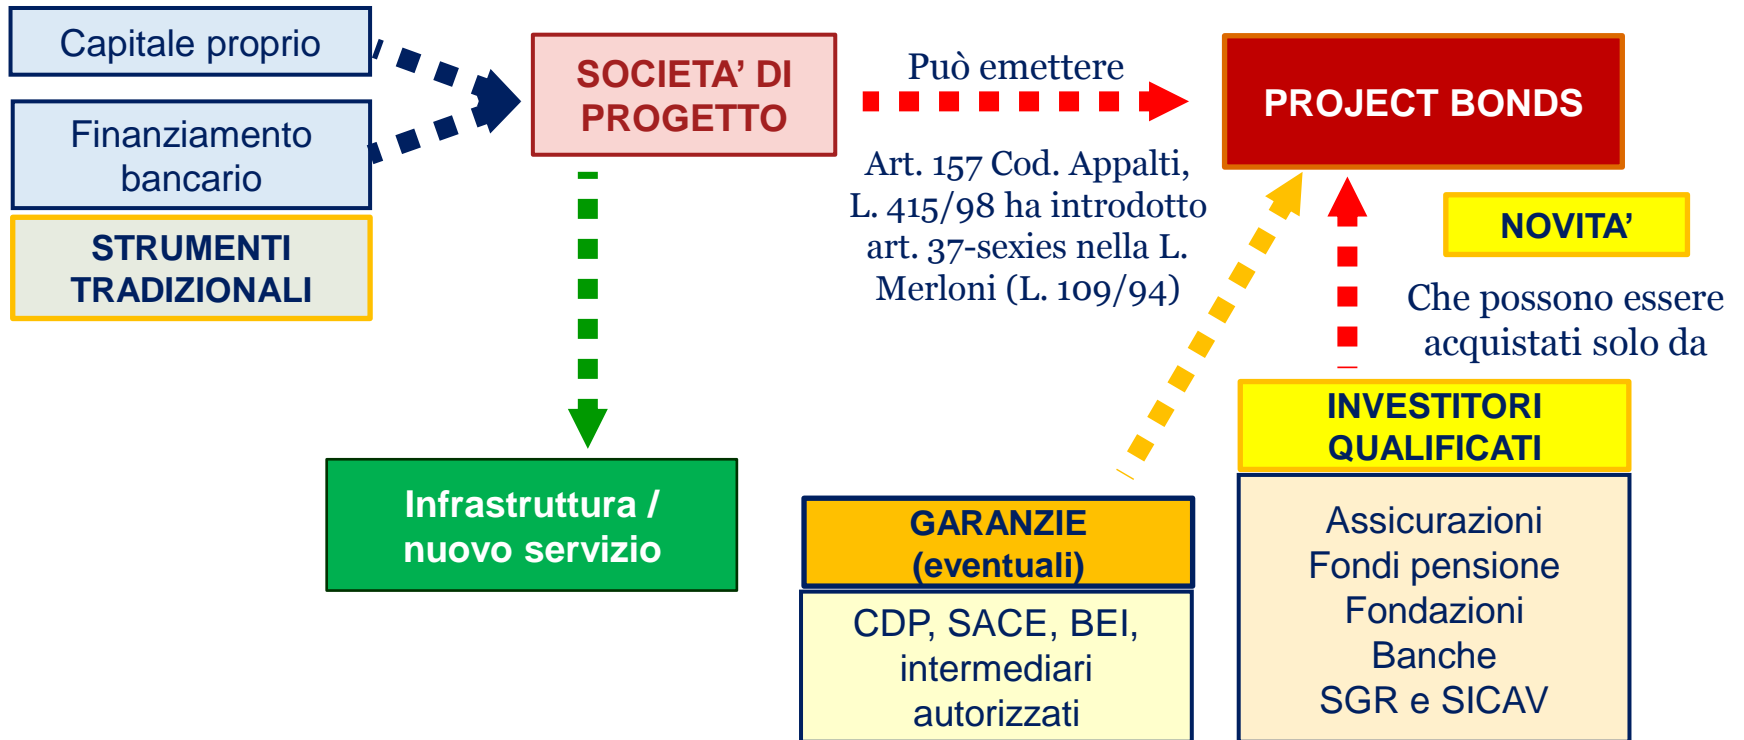 Capitale proprio
Finanziamento
bancario
STRUMENTI
TRADIZIONALI
SOCIETA’ DI
PROGETTO
Può emettere
Art. 157 Cod. Appalti,
L. 415/98 ha introdotto
art. 37-sexies nella L.
Merloni (L. 109/94)
PROJECT BONDS
NOVITA’
Che possono essere
acquistati solo da
INVESTITORI
QUALIFICATI
Assicurazioni
Fondi pensione
Fondazioni
Banche
SGR e SICAV
Infrastruttura /
nuovo servizio
GARANZIE
(eventuali)
CDP, SACE, BEI,
intermediari
autorizzati